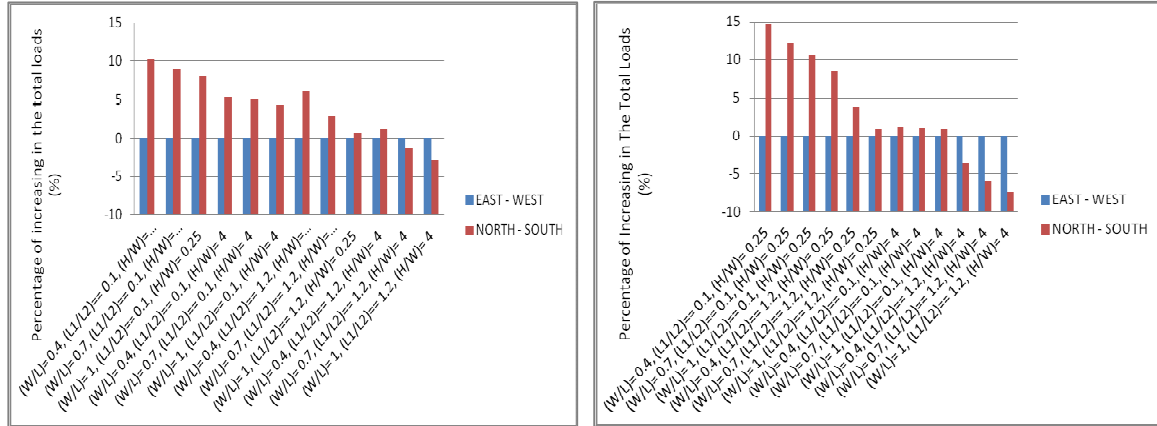 Percentage of increasing in the total loads
(%)
15
10
5
0
-5
-10
EAST - WEST
NORTH - SOUTH
(W/L)= 0.4, (L1/L2)== 0.1, (H/W)=...
(W/L)= 0.7, (L1/L2)== 0.1, (H/W)=...
(W/L)= 1, (L1/L2)== 0.1, (H/W)= 0.25
(W/L)= 0.4, (L1/L2)== 0.1, (H/W)= 4
(W/L)= 0.7, (L1/L2)== 0.1, (H/W)= 4
(W/L)= 1, (L1/L2)== 0.1, (H/W)= 4
(W/L)= 0.4, (L1/L2)== 1.2, (H/W)=...
(W/L)= 0.7, (L1/L2)== 1.2, (H/W)=...
(W/L)= 1, (L1/L2)== 1.2, (H/W)= 0.25
(W/L)= 0.4, (L1/L2)== 1.2, (H/W)= 4
(W/L)= 0.7, (L1/L2)== 1.2, (H/W)= 4
(W/L)= 1, (L1/L2)== 1.2, (H/W)= 4
Percentage of Increasing in The Total Loads
(%)
15
10
5
0
-5
-10
EAST - WEST
NORTH - SOUTH
(W/L)= 0.4, (L1/L2)== 0.1, (H/W)= 0.25
(W/L)= 0.7, (L1/L2)== 0.1, (H/W)= 0.25
(W/L)= 1, (L1/L2)== 0.1, (H/W)= 0.25
(W/L)= 0.4, (L1/L2)== 1.2, (H/W)= 0.25
(W/L)= 0.7, (L1/L2)== 1.2, (H/W)= 0.25
(W/L)= 1, (L1/L2)== 1.2, (H/W)= 0.25
(W/L)= 0.4, (L1/L2)== 0.1, (H/W)= 4
(W/L)= 0.7, (L1/L2)== 0.1, (H/W)= 4
(W/L)= 1, (L1/L2)== 0.1, (H/W)= 4
(W/L)= 0.4, (L1/L2)== 1.2, (H/W)= 4
(W/L)= 0.7, (L1/L2)== 1.2, (H/W)= 4
(W/L)= 1, (L1/L2)== 1.2, (H/W)= 4